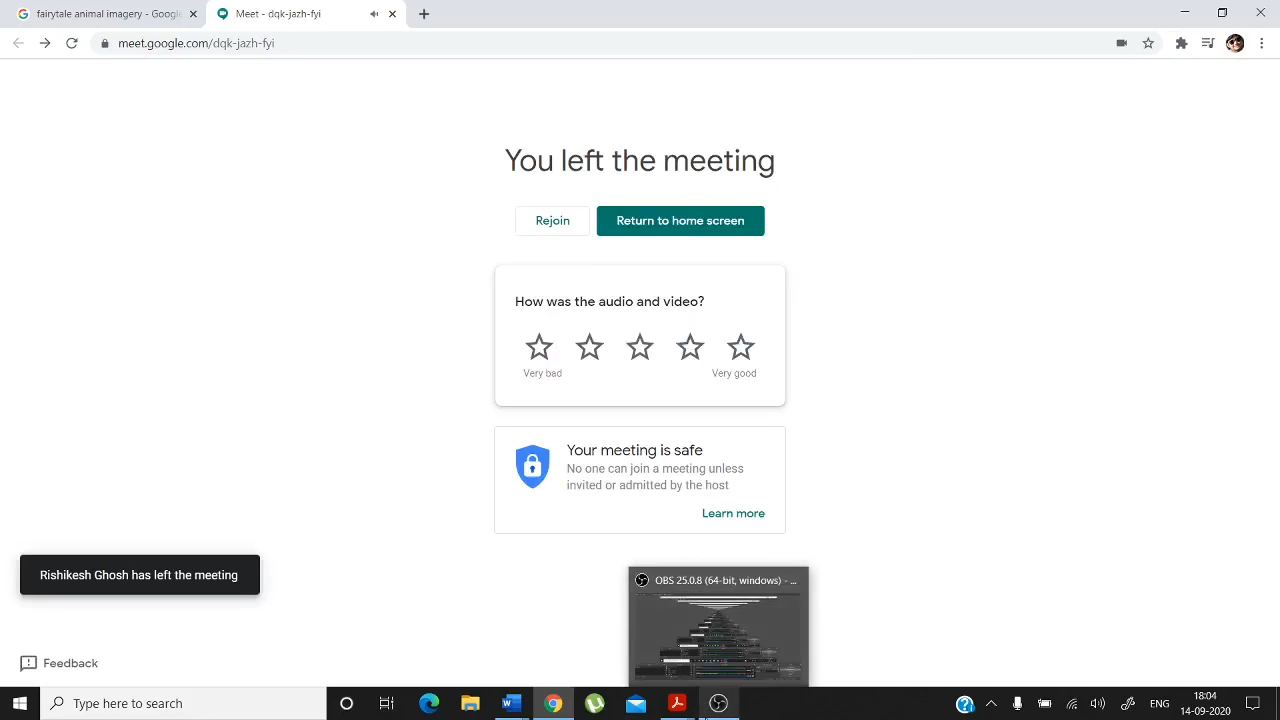 fairytale animal imagery - Google
Meet - dqk-jazh-fyi
meet.google.com/dqk-jazh-fyi
You left the meeting
Rejoin
Return to home screen
How was the audio and video?
Very bad
Very good
Your meeting is safe
No one can join a meeting unless
invited or admitted by the host
Learn more
Rishikesh Ghosh has left the meeting
OBS 25.0.8 (64-bit, windows) - ...
Feedback
Type here to search
ENG
18:04
14-09-2020